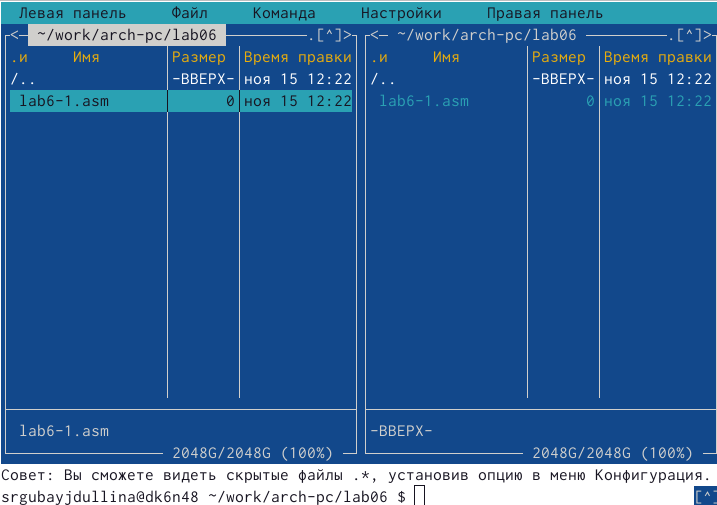 Левая панель Файл Команда Настройки Правая панель
<─ ~/work/arch-pc/lab06 ─.[^]> <─ ~/work/arch-pc/lab06 ─.[^]>
.и Имя Размер Время правки .и Имя Размер Время правки
/.. -ВВЕРХ- ноя 15 12:22 /.. -ВВЕРХ- ноя 15 12:22
lab6-1.asm 0 ноя 15 12:22 lab6-1.asm 0 ноя 15 12:22
lab6-1.asm -ВВЕРХ-
2048G/2048G (100%) 2048G/2048G (100%)
Совет: Вы сможете видеть скрытые файлы .*, установив опцию в меню Конфигурация.
srgubayjdullina@dk6n48 ~/work/arch-pc/lab06 $ [^]